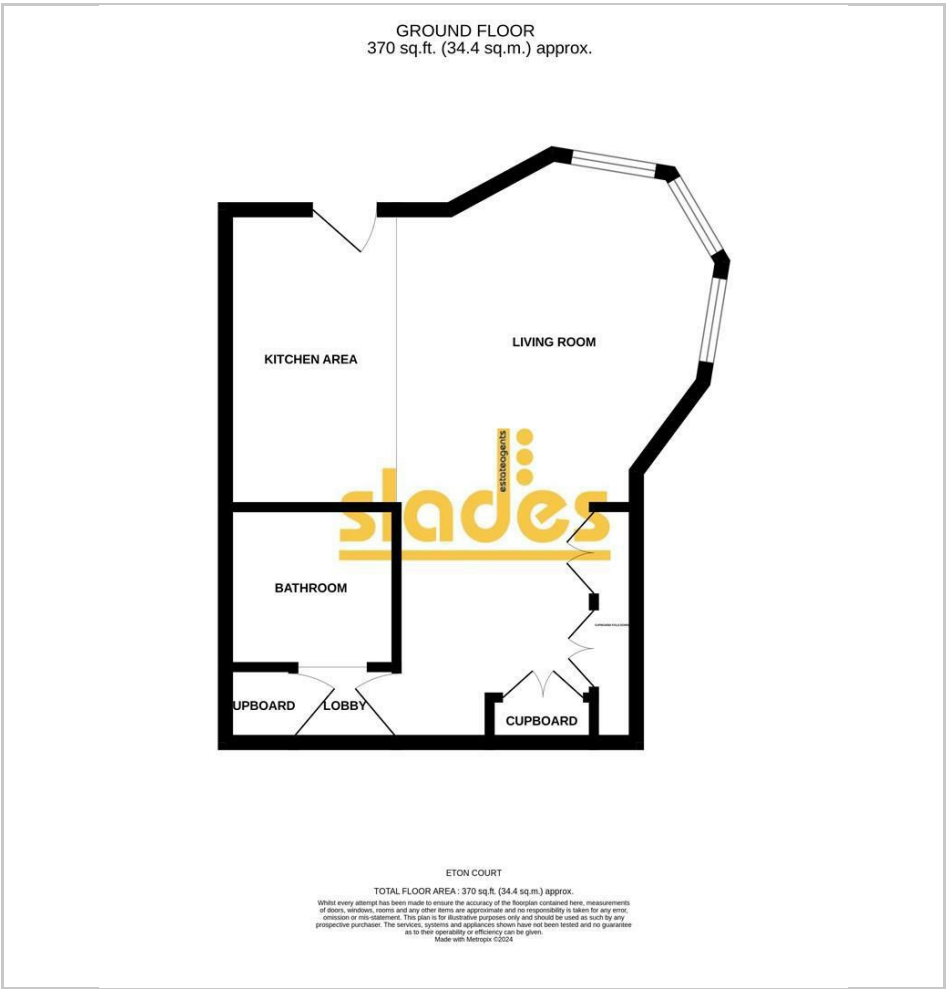 GROUND FLOOR
370 sq.ft. (34.4 sq.m.) approx.
LIVING ROOM
KITCHEN AREA
estateagents
slades
BATHROOM
UPBOARD
LOBBY
CUPBOARD
ETON COURT
TOTAL FLOOR AREA : 370 sq.ft. (34.4 sq.m.) approx.
Whilst every attempt has been made to ensure the accuracy of the floorplan contained here, measurements
of doors, windows, rooms and any other items are approximate and no responsibility is taken for any error,
omission or mis-statement. This plan is for illustrative purposes only and should be used as such by any
prospective purchaser. The services, systems and appliances shown have not been tested and no guarantee
as to their operability or efficiency can be given.
Made with Metropix ©2024